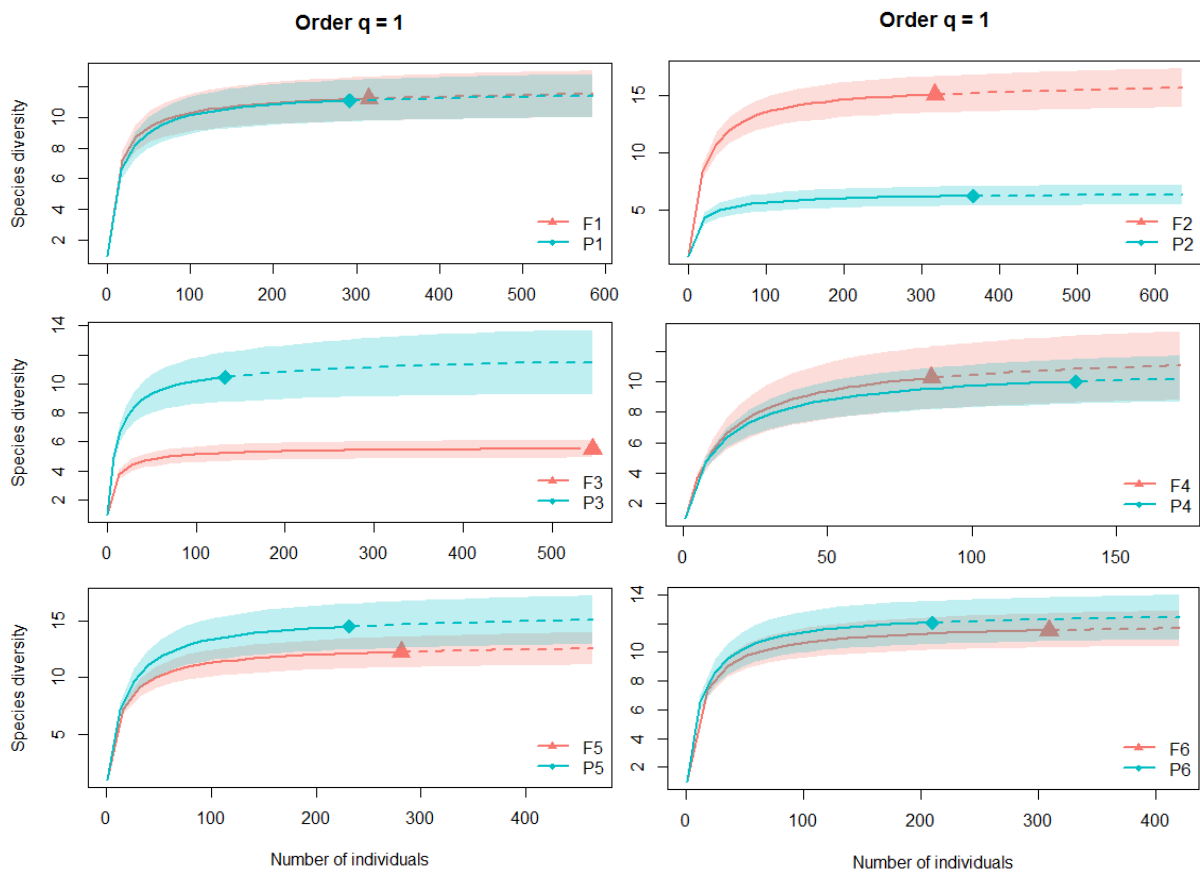 Order q = 1
Order q = 1
Species diversity
2 4 6 8 10
F1
P1
0 100 200 300 400 500 600
5 10 15
F2
P2
0 100 200 300 400 500 600
2 4 6 8 10 14
F3
P3
0 100 200 300 400 500
2 4 6 8 10
F4
P4
0 50 100 150
Species diversity
5 10 15
F5
P5
0 100 200 300 400
2 4 6 8 10 12 14
F6
P6
0 100 200 300 400
Number of individuals
Number of individuals